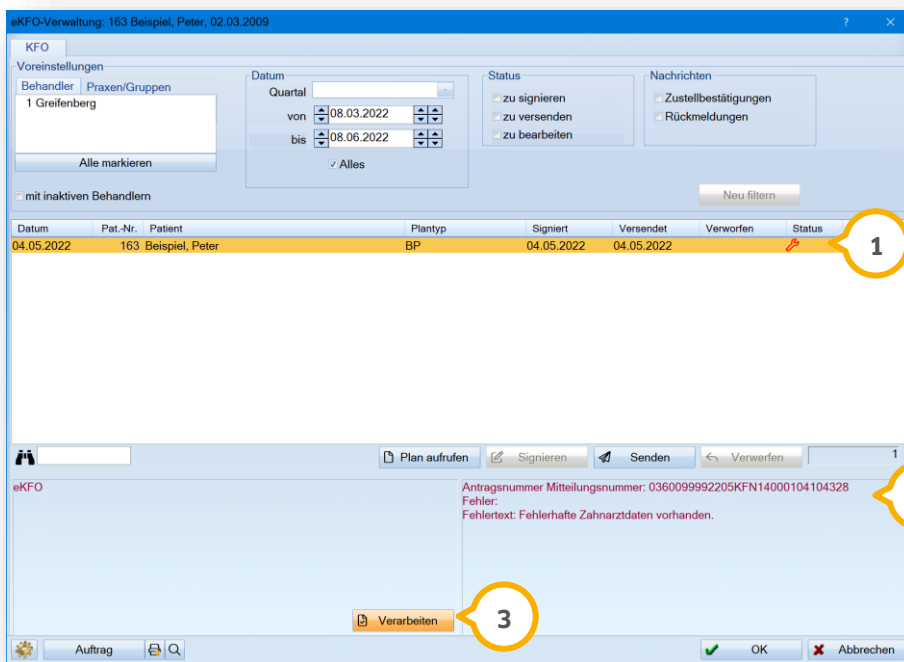 eKFO-Verwaltung: 163 Beispiel, Peter, 02.03.2009 ?
KFO
Voreinstellungen
Behandler Praxen/Gruppen
1 Greifenberg
Alle markieren
mit inaktiven Behandlern
Datum
Quartal
von 08.03.2022
bis 08.06.2022
Alles
Status
zu signieren
zu versenden
zu bearbeiten
Nachrichten
Zustellbestätigungen
Rückmeldungen
Neu filtern
Datum Pat.-Nr. Patient Plantyp Signiert Versendet Verworfen Status
04.05.2022 163 Beispiel, Peter BP 04.05.2022 04.05.2022
1
Plan aufrufen Signieren Senden Verwerfen 1
eKFO
Antragsnummer Mitteilungsnummer: 0360099992205KFN14000104104328
Fehler:
Fehlertext: Fehlerhafte Zahnarztdaten vorhanden.
Verarbeiten
3
Auftrag OK Abbrechen